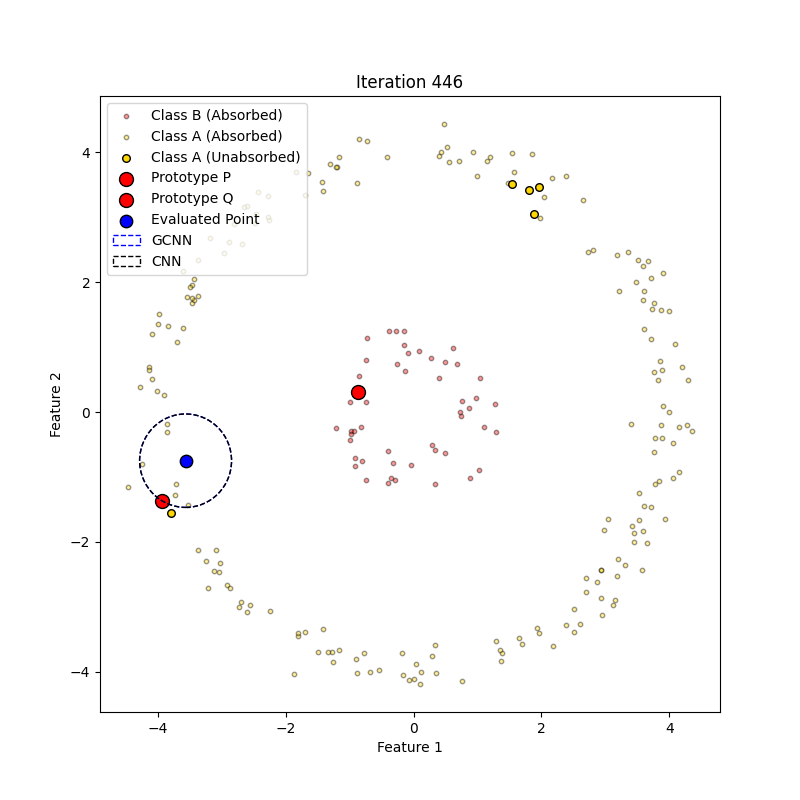 Iteration 446
Class B (Absorbed)
Class A (Absorbed)
Class A (Unabsorbed)
Prototype P
Prototype Q
Evaluated Point
GCNN
CNN
4
2
0
−2
−4
Feature 2
−4
−2
0
2
4
Feature 1